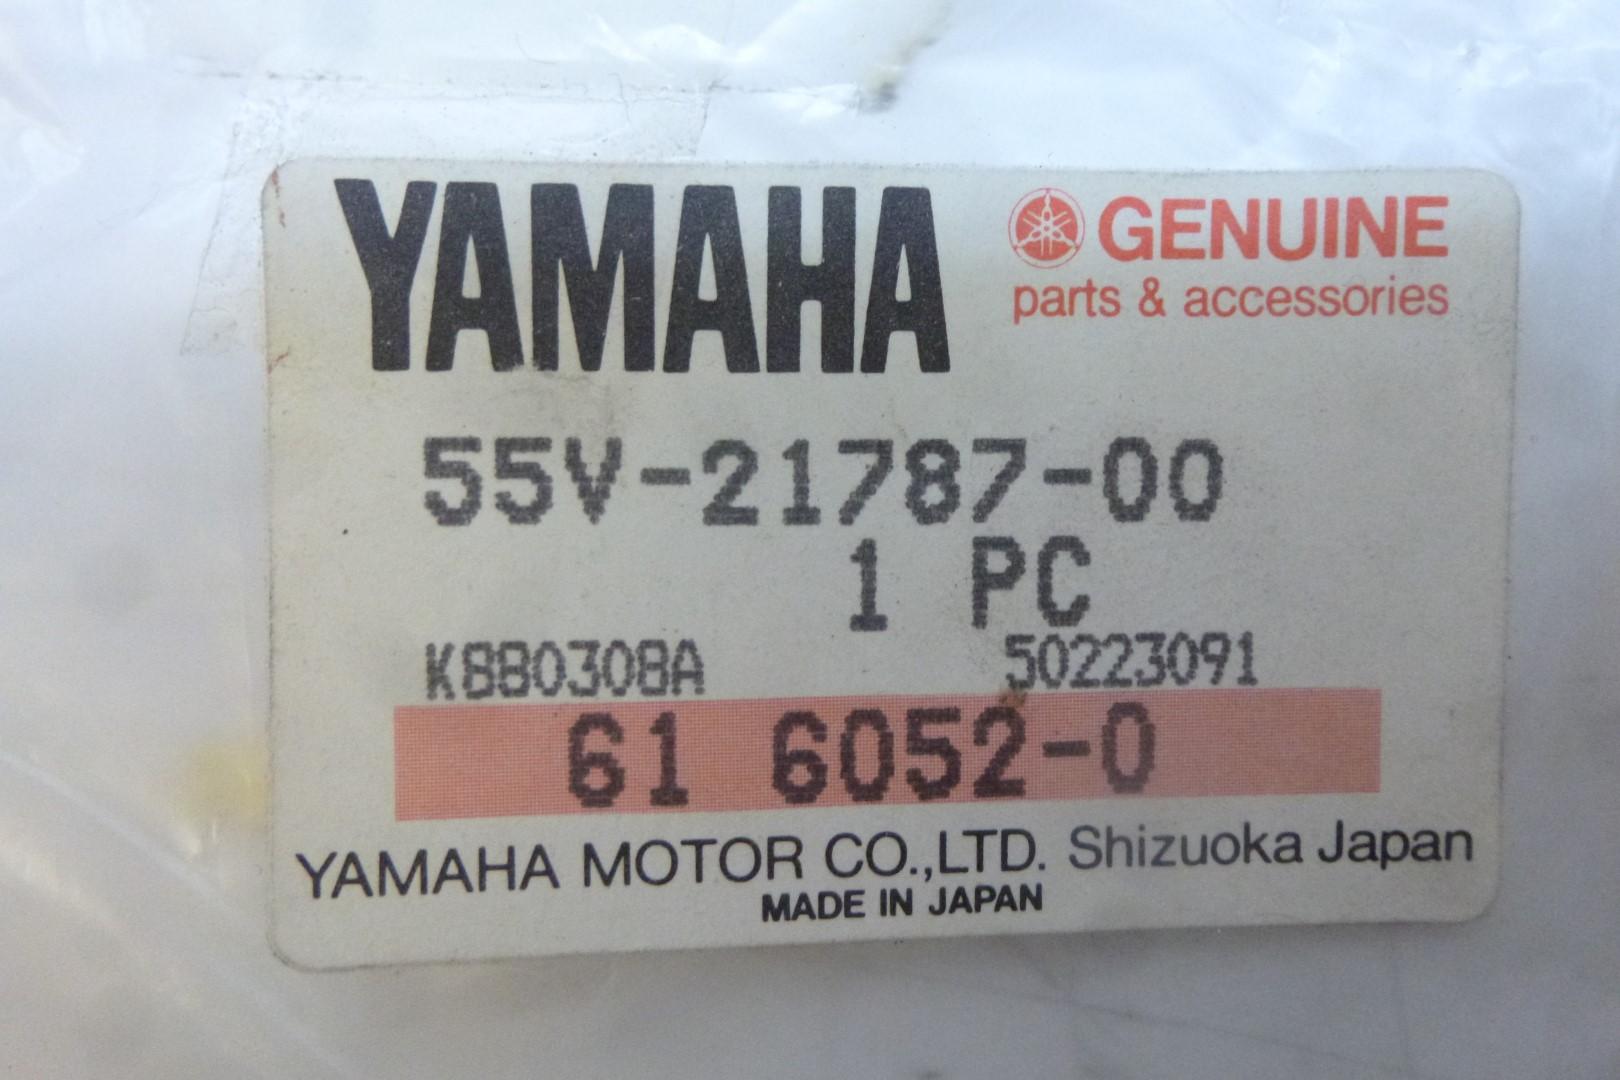 YAMAHA
GENUINE
parts & accessories
55V-21787-00
1 PC
K8B0308A 50223091
61 6052-0
YAMAHA MOTOR CO.,LTD. Shizuoka Japan
MADE IN JAPAN